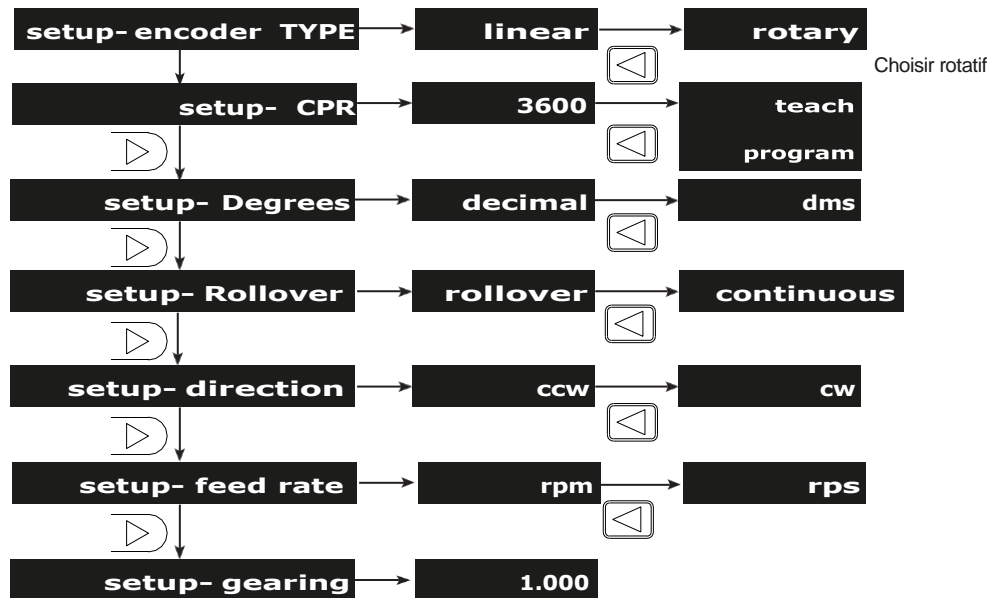 setup- encoder TYPE
linear
rotary
Choisir rotatif
setup- CPR
3600
teach
program
setup- Degrees
decimal
dms
setup- Rollover
rollover
continuous
setup- direction
ccw
cw
setup- feed rate
rpm
rps
setup- gearing
1.000